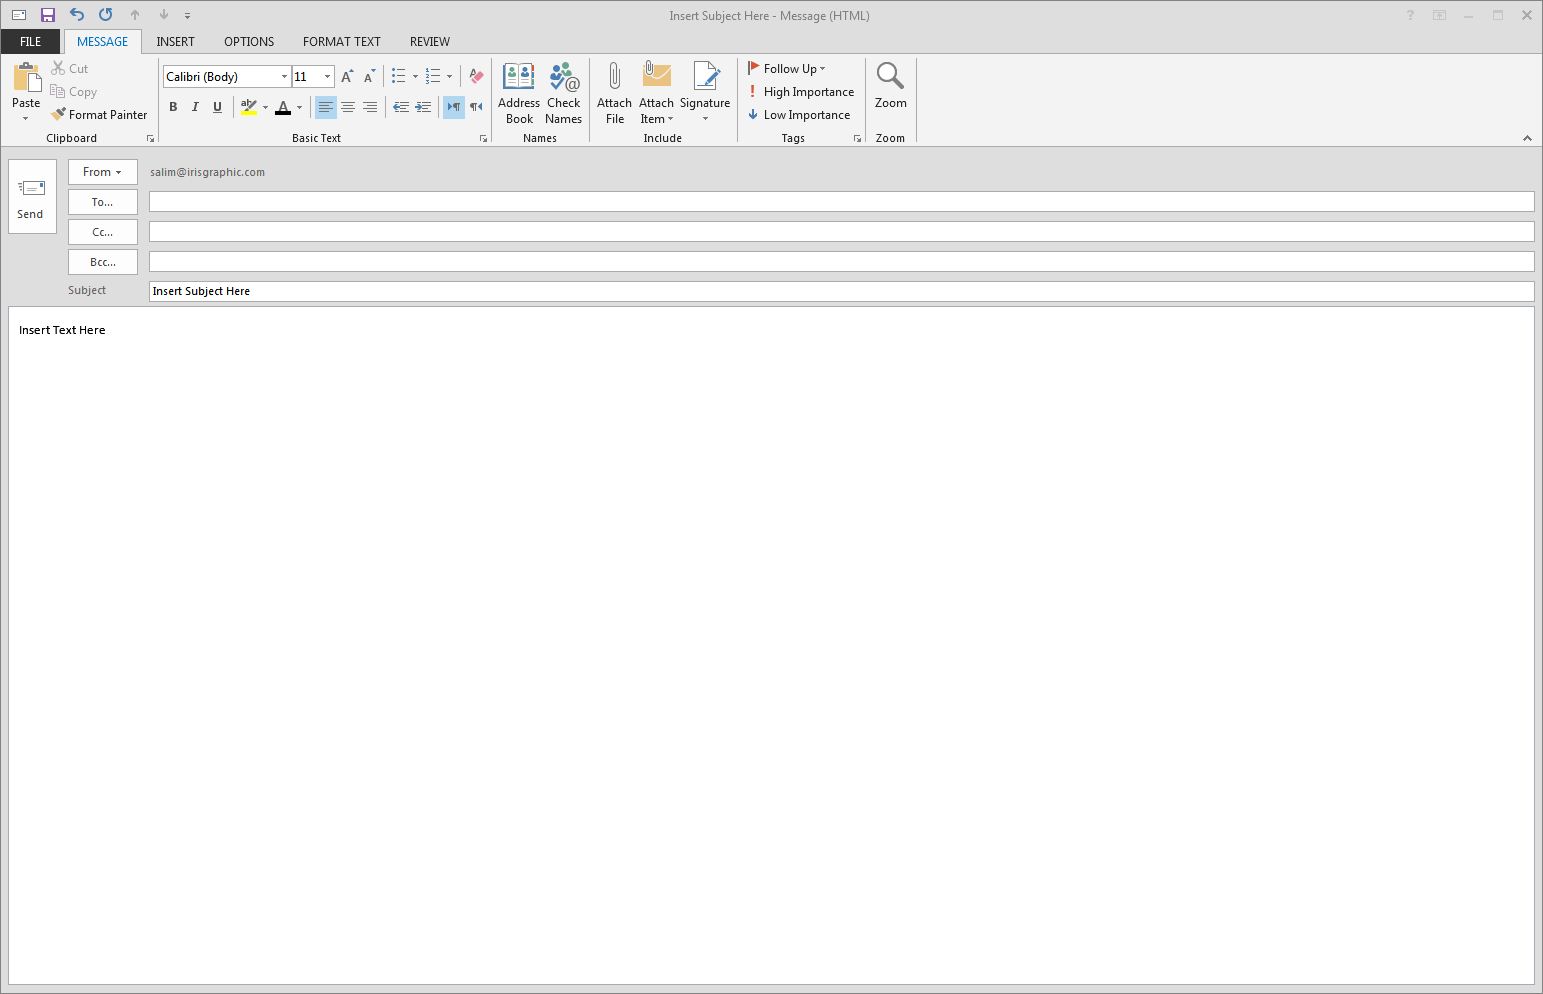 Insert Subject Here - Message (HTML)
?
FILE MESSAGE INSERT OPTIONS FORMAT TEXT REVIEW
Paste
Cut
Copy
Format Painter
Clipboard
Calibri (Body) 11 A A
B I U ab A
Basic Text
Address Book
Check Names
Names
Attach File
Attach Item
Signature
Include
Follow Up
High Importance
Low Importance
Tags
Zoom
Zoom
Send
From salim@irisgraphic.com
To...
Cc...
Bcc...
Subject Insert Subject Here
Insert Text Here